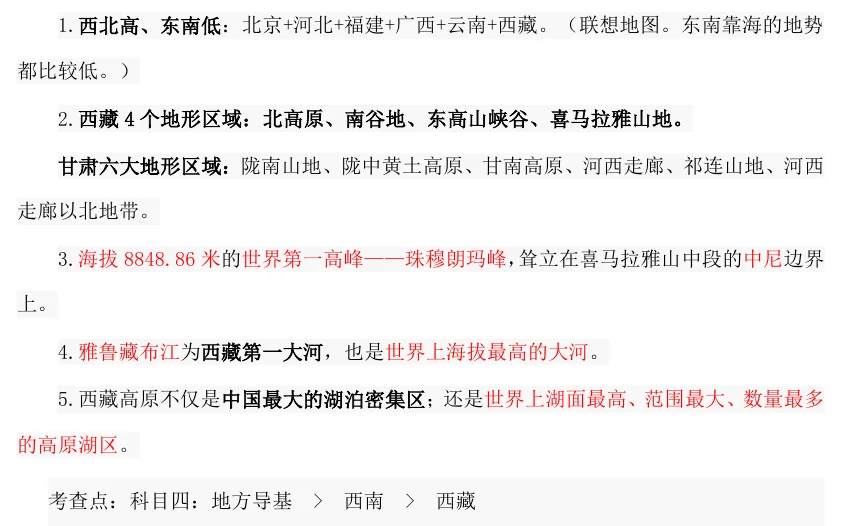 1.西北高、东南低：北京+河北+福建+广西+云南+西藏。（联想地图。东南靠海的地势
都比较低。）
2.西藏4个地形区域：北高原、南谷地、东高山峡谷、喜马拉雅山地。
甘肃六大地形区域：陇南山地、陇中黄土高原、甘南高原、河西走廊、祁连山地、河西
走廊以北地带。
3.海拔8848.86米的世界第一高峰——珠穆朗玛峰，耸立在喜马拉雅山中段的中尼边界
上。
4.雅鲁藏布江为西藏第一大河，也是世界上海拔最高的大河。
5.西藏高原不仅是中国最大的湖泊密集区；还是世界上湖面最高、范围最大、数量最多
的高原湖区。
考查点：科目四：地方导基 > 西南 > 西藏